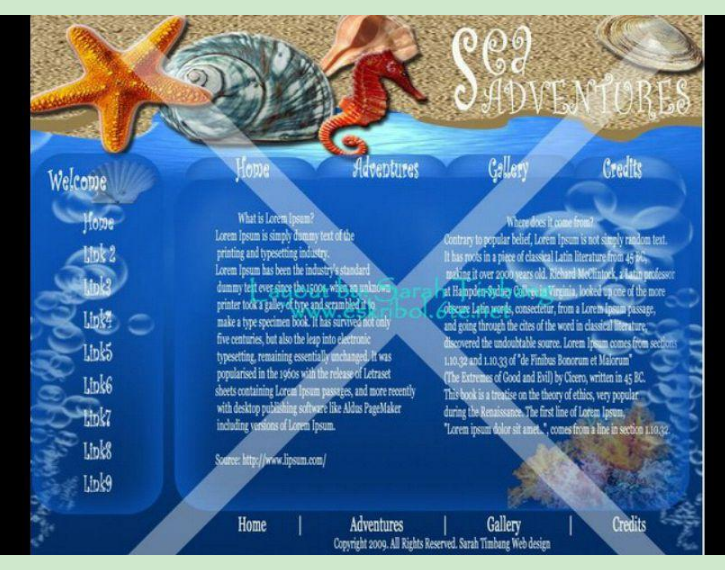 Sea
ADVENTURES
Home
Adventures
Gallery
Credits
Welcome
Home
Link 2
Link3
Link5
Link6
Link7
Link8
Link9
What is Lorem Ipsum?
Lorem Ipsum is simply dummy text of the
printing and typesetting industry.
Lorem Ipsum has been the industry's standard
dummy text ever since the 1500s, when an unknown
printer took a galley of type and scrambled it to
make a type specimen book. It has survived not only
five centuries, but also the leap into electronic
typesetting, remaining essentially unchanged. It was
popularised in the 1960s with the release of Letraset
sheets containing Lorem Ipsum passages, and more recently
with desktop publishing software like Aldus PageMaker
including versions of Lorem Ipsum.
Source: http://www.lipsum.com/
Where does it come from?
Contrary to popular belief, Lorem Ipsum is not simply random text.
It has roots in a piece of classical Latin literature from 45 BC,
making it over 2000 years old. Richard McClintock, a Latin professor
at Hampden-Sydney College in Virginia, looked up one of the more
obscure Latin words, consectetur, from a Lorem Ipsum passage,
and going through the cites of the word in classical literature,
discovered the undoubtable source. Lorem Ipsum comes from sections
1.10.32 and 1.10.33 of "de Finibus Bonorum et Malorum"
(The Extremes of Good and Evil) by Cicero, written in 45 BC.
This book is a treatise on the theory of ethics, very popular
during the Renaissance. The first line of Lorem Ipsum,
"Lorem ipsum dolor sit amet..", comes from a line in section 1.10.32.
Layout by: Sarah Timbang
Home | Adventures | Gallery | Credits
Copyright 2009. All Rights Reserved. Sarah Timbang Web design